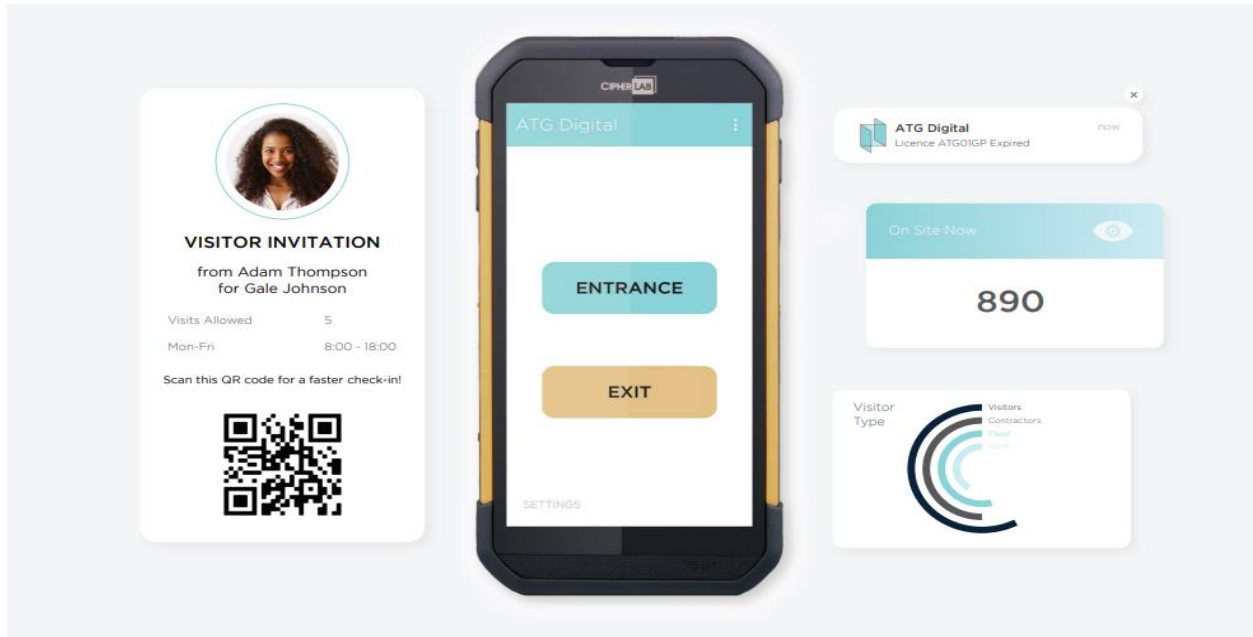 VISITOR INVITATION
from Adam Thompson
for Gale Johnson
Visits Allowed 5
Mon-Fri 8:00 - 18:00
Scan this QR code for a faster check-in!
CIPHERLAB
ATG Digital
ENTRANCE
EXIT
SETTINGS
ATG Digital now
Licence ATG01GP Expired
On Site Now
890
Visitor
Type
Visitors
Contractors
Fleet